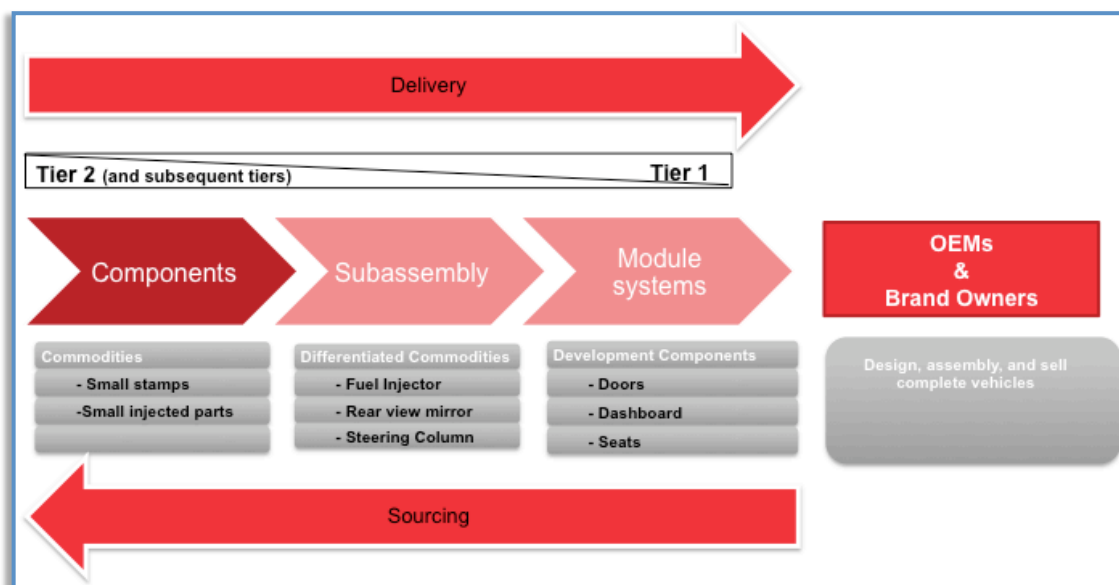 Delivery
Tier 2 (and subsequent tiers)
Tier 1
Components
Subassembly
Module
systems
OEMs
&
Brand Owners
Commodities
- Small stamps
-Small injected parts
Differentiated Commodities
- Fuel Injector
- Rear view mirror
- Steering Column
Development Components
- Doors
- Dashboard
- Seats
Design, assembly, and sell
complete vehicles
Sourcing